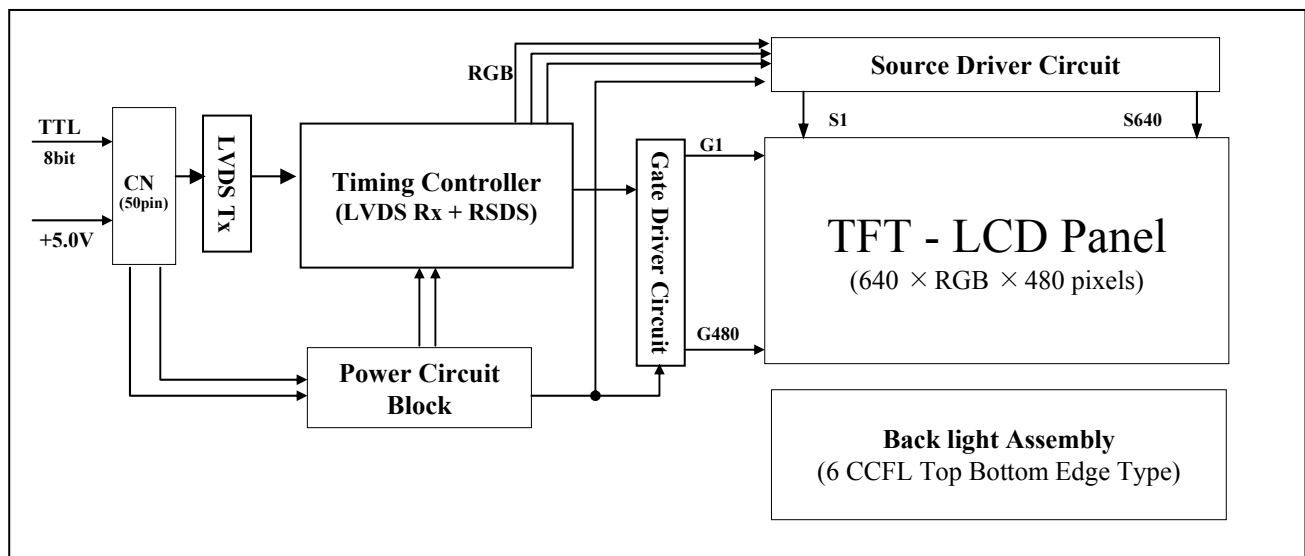 TTL
8bit
+5.0V
CN
(50pin)
LVDS Tx
Timing Controller
(LVDS Rx + RSDS)
RGB
Power Circuit
Block
Gate Driver Circuit
G1
G480
Source Driver Circuit
S1
S640
TFT - LCD Panel
(640 × RGB × 480 pixels)
Back light Assembly
(6 CCFL Top Bottom Edge Type)